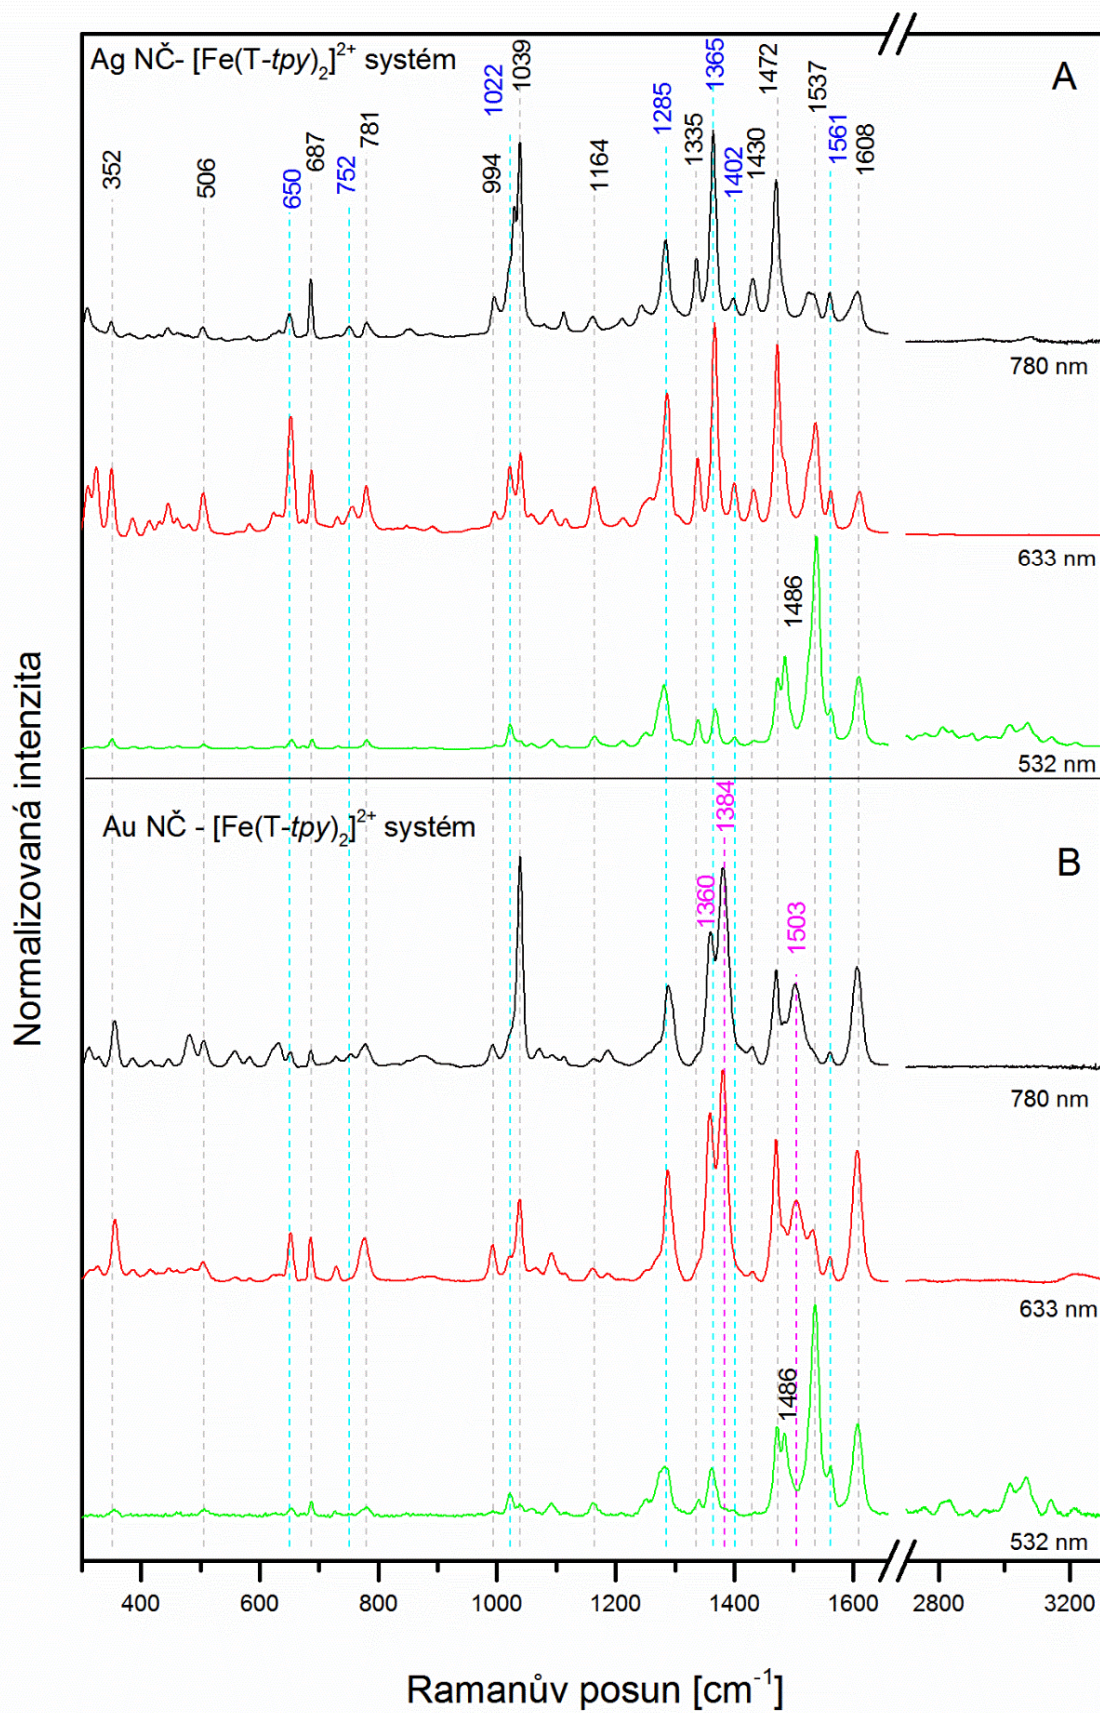 Ag NČ- [Fe(T-tpy)₂]²⁺ systém
A
352
506
650
687
752
781
994
1022
1039
1164
1285
1335
1365
1402
1430
1472
1537
1561
1608
780 nm
633 nm
1486
532 nm
Au NČ - [Fe(T-tpy)₂]²⁺ systém
B
1360
1384
1503
780 nm
633 nm
1486
532 nm
Normalizovaná intenzita
400 600 800 1000 1200 1400 1600 2800 3200
Ramanův posun [cm⁻¹]